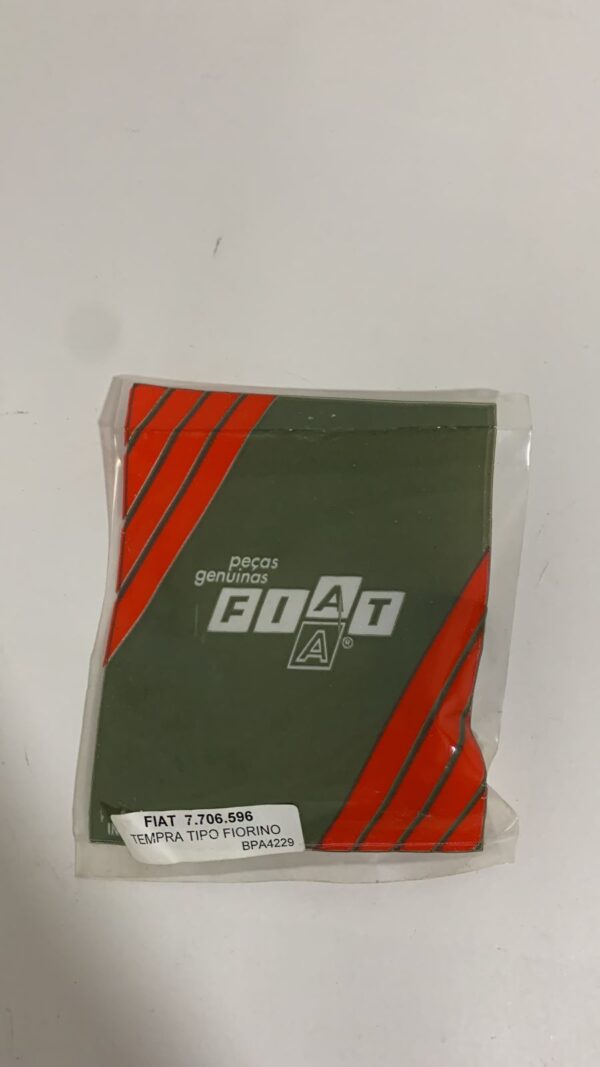 peças
genuinas
FIAT
A®
FIAT 7.706.596
TEMPRA TIPO FIORINO
BPA4229